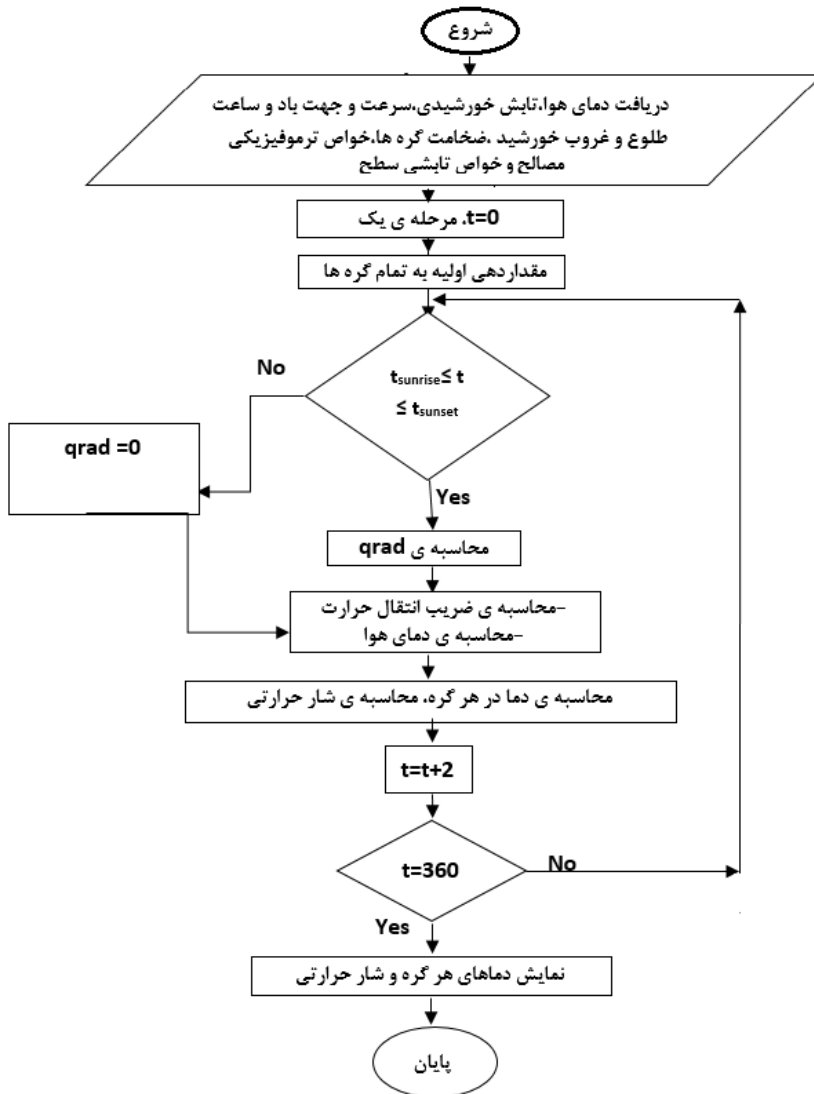 شروع
دریافت دمای هوا،تابش خورشیدی،سرعت و جهت باد و ساعت
طلوع و غروب خورشید ،ضخامت گره ها،خواص ترموفیزیکی
مصالح و خواص تابشی سطح
t=0، مرحله ی یک
مقداردهی اولیه به تمام گره ها
No
tsunrise≤ t
≤ tsunset
qrad =0
Yes
محاسبه ی qrad
-محاسبه ی ضریب انتقال حرارت
-محاسبه ی دمای هوا
محاسبه ی دما در هر گره، محاسبه ی شار حرارتی
t=t+2
t=360
No
Yes
نمایش دماهای هر گره و شار حرارتی
پایان